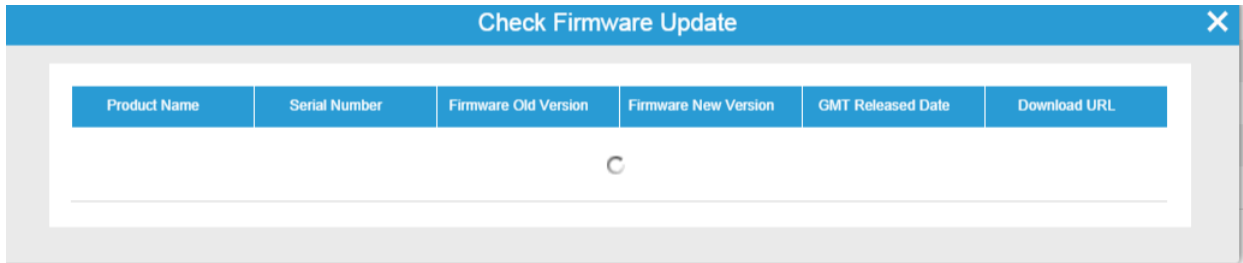 Check Firmware Update
Product Name Serial Number Firmware Old Version Firmware New Version GMT Released Date Download URL